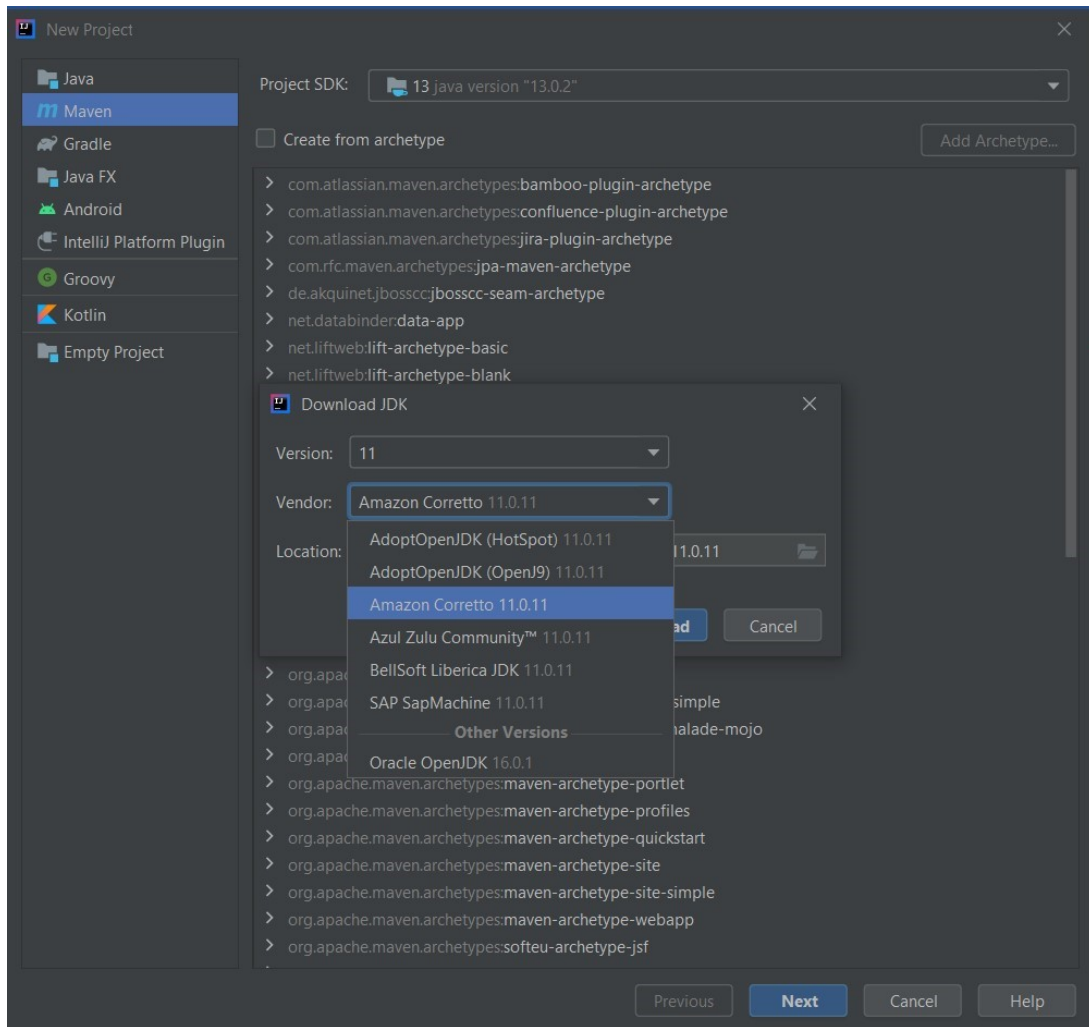 New Project
Java
Maven
Gradle
Java FX
Android
IntelliJ Platform Plugin
Groovy
Kotlin
Empty Project
Project SDK: 13 java version "13.0.2"
Create from archetype
Add Archetype...
com.atlassian.maven.archetypes:bamboo-plugin-archetype
com.atlassian.maven.archetypes:confluence-plugin-archetype
com.atlassian.maven.archetypes:jira-plugin-archetype
com.rfc.maven.archetypes:jpa-maven-archetype
de.akquinet.jbosscc:jbosscc-seam-archetype
net.databinder:data-app
net.liftweb:lift-archetype-basic
net.liftweb:lift-archetype-blank
Download JDK
Version: 11
Vendor: Amazon Corretto 11.0.11
Location: 11.0.11
AdoptOpenJDK (HotSpot) 11.0.11
AdoptOpenJDK (OpenJ9) 11.0.11
Amazon Corretto 11.0.11
Azul Zulu Community™ 11.0.11
BellSoft Liberica JDK 11.0.11
SAP SapMachine 11.0.11
Other Versions
Oracle OpenJDK 16.0.1
ad
Cancel
org.apac
org.apac simple
org.apac nalade-mojo
org.apac
org.apache.maven.archetypes:maven-archetype-portlet
org.apache.maven.archetypes:maven-archetype-profiles
org.apache.maven.archetypes:maven-archetype-quickstart
org.apache.maven.archetypes:maven-archetype-site
org.apache.maven.archetypes:maven-archetype-site-simple
org.apache.maven.archetypes:maven-archetype-webapp
org.apache.maven.archetypes:softeu-archetype-jsf
Previous
Next
Cancel
Help